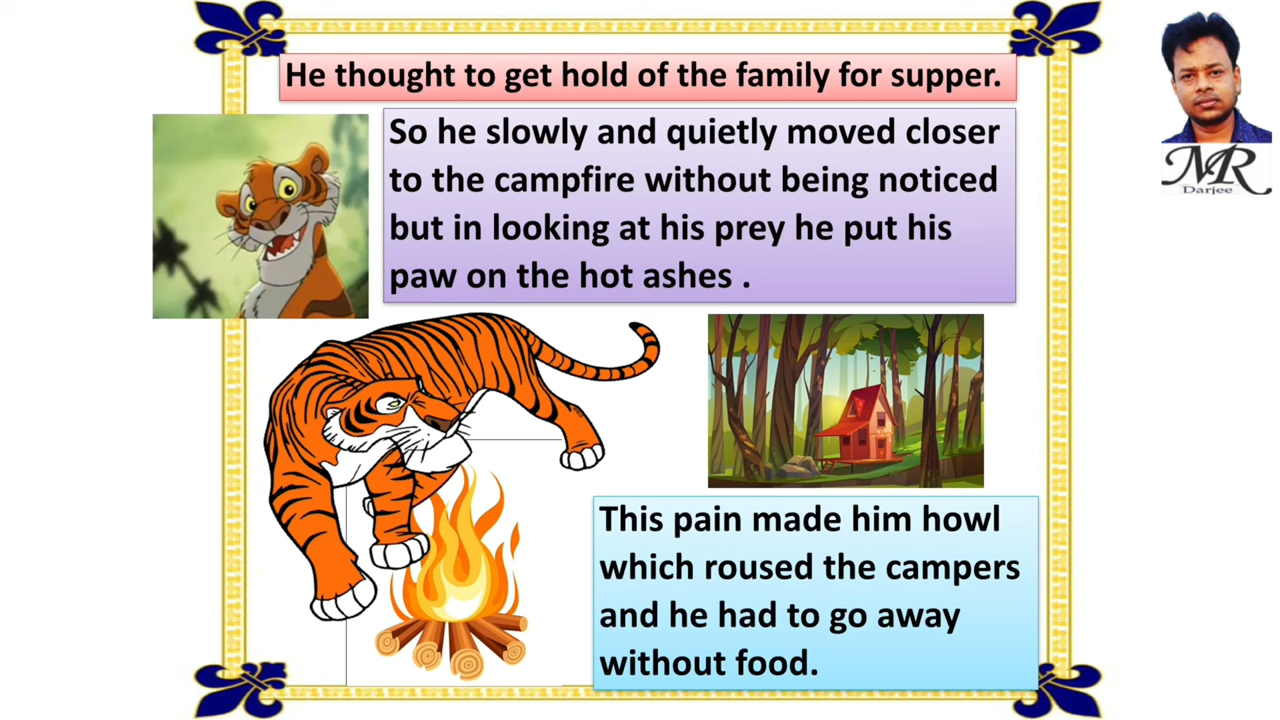 He thought to get hold of the family for supper.
So he slowly and quietly moved closer
to the campfire without being noticed
but in looking at his prey he put his
paw on the hot ashes .
This pain made him howl
which roused the campers
and he had to go away
without food.
MR
Darjee